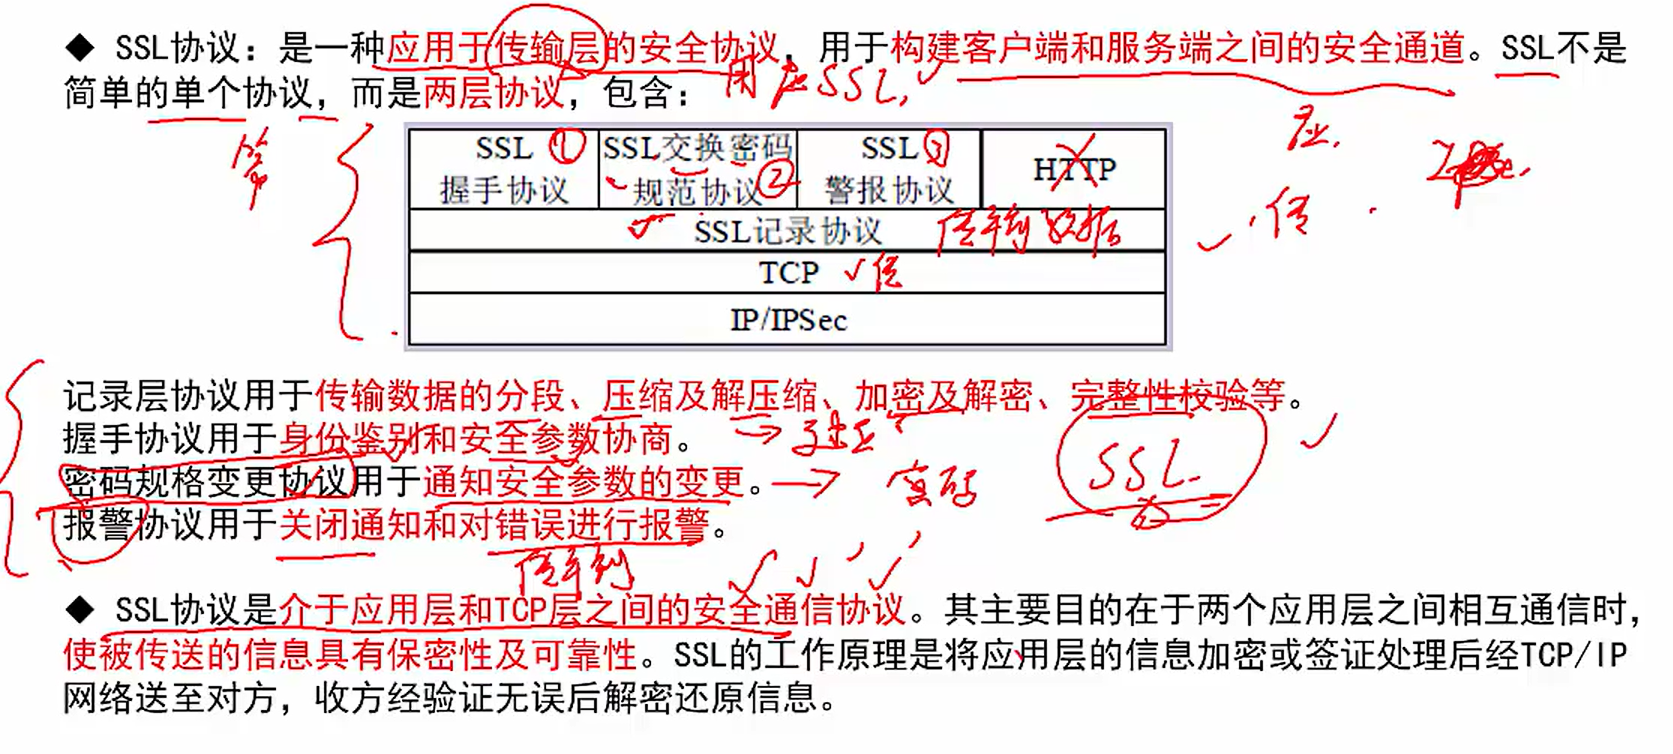 ◆ SSL协议：是一种应用于传输层的安全协议，用于构建客户端和服务端之间的安全通道。SSL不是
简单的单个协议，而是两层协议，包含：
用 SSL
第
应
SSL ① SSL交换密码 SSL ③ HTTP
握手协议 规范协议 ② 警报协议
SSL记录协议
传
TCP 传
IP/IPSec
记录层协议用于传输数据的分段、压缩及解压缩、加密及解密、完整性校验等。
握手协议用于身份鉴别和安全参数协商。
SSL
密码规格变更协议用于通知安全参数的变更。
密码
报警协议用于关闭通知和对错误进行报警。
◆ SSL协议是介于应用层和TCP层之间的安全通信协议。其主要目的在于两个应用层之间相互通信时，
使被传送的信息具有保密性及可靠性。SSL的工作原理是将应用层的信息加密或签证处理后经TCP/IP
网络送至对方，收方经验证无误后解密还原信息。